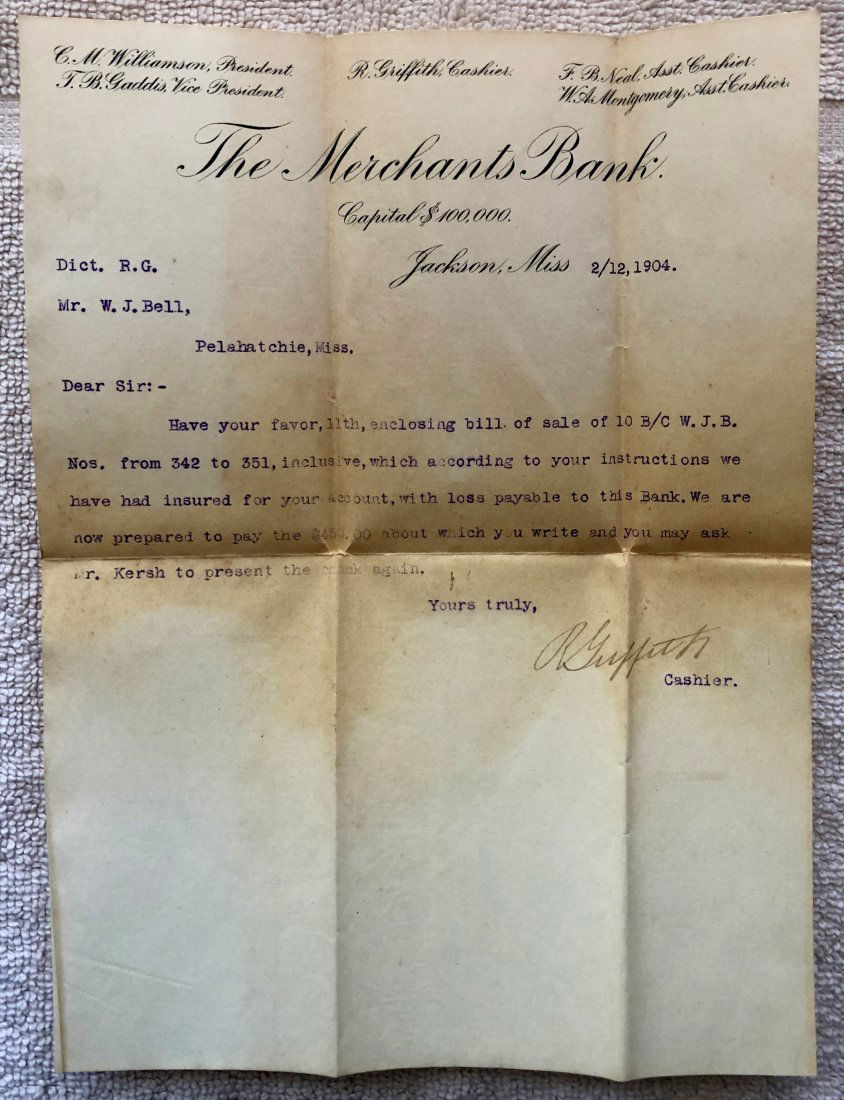 C. M. Williamson, President. R. Griffith, Cashier. F. B. Neal, Asst. Cashier.
T. B. Gaddis, Vice President. W. A. Montgomery, Asst. Cashier.
The Merchants Bank.
Capital $100,000.
Dict. R.G. Jackson, Miss 2/12,1904.
Mr. W.J.Bell,
Pelahatchie,Miss.
Dear Sir:-
Have your favor,11th,enclosing bill of sale of 10 B/C W.J.B.
Nos. from 342 to 351,inclusive,which according to your instructions we
have had insured for your account,with loss payable to this Bank.We are
now prepared to pay the about which you write and you may ask
Mr. Kersh to present the check again.
Yours truly,
R Griffith
Cashier.